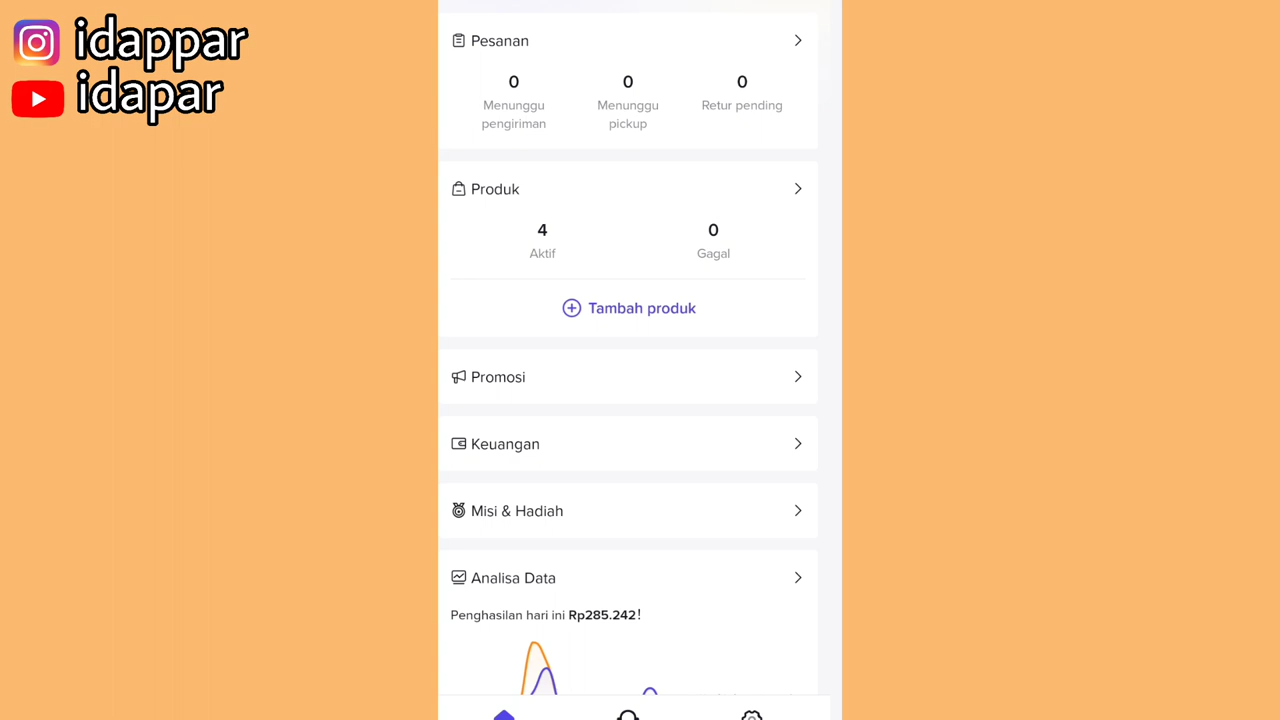 idappar
idapar
Pesanan
0
Menunggu
pengiriman
0
Menunggu
pickup
0
Retur pending
Produk
4
Aktif
0
Gagal
Tambah produk
Promosi
Keuangan
Misi & Hadiah
Analisa Data
Penghasilan hari ini Rp285.242!